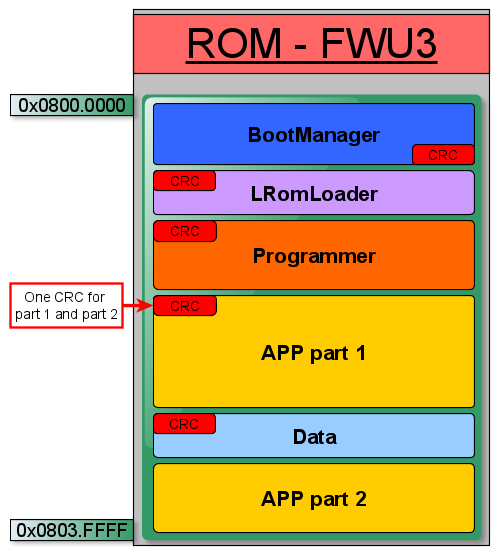 ROM - FWU3
0x0800.0000
BootManager
CRC
CRC
LRomLoader
CRC
Programmer
One CRC for
part 1 and part 2
CRC
APP part 1
CRC
Data
APP part 2
0x0803.FFFF